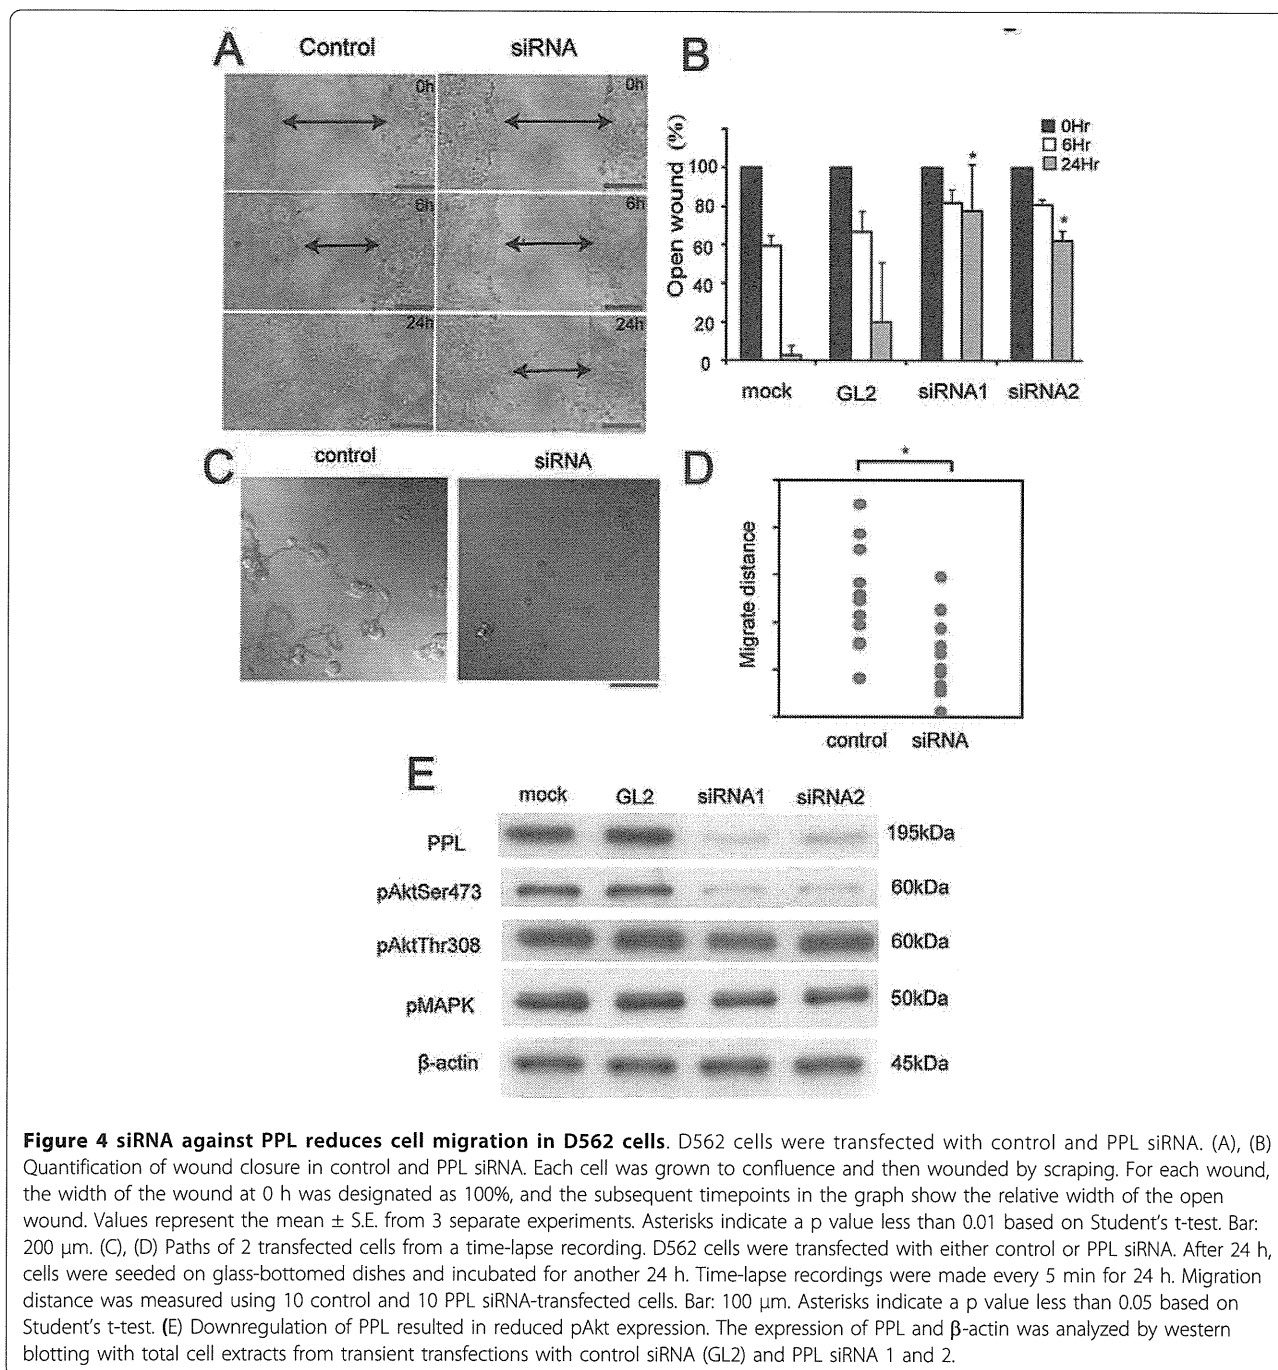 A
Control
siRNA
0h
0h
6h
6h
24h
24h
B
Open wound (%)
100
80
60
40
20
0
0Hr
6Hr
24Hr
*
*
mock
GL2
siRNA1
siRNA2
C
control
siRNA
D
*
Migrate distance
control
siRNA
E
mock
GL2
siRNA1
siRNA2
PPL
195kDa
pAktSer473
60kDa
pAktThr308
60kDa
pMAPK
50kDa
β-actin
45kDa
Figure 4 siRNA against PPL reduces cell migration in D562 cells. D562 cells were transfected with control and PPL siRNA. (A), (B)
Quantification of wound closure in control and PPL siRNA. Each cell was grown to confluence and then wounded by scraping. For each wound,
the width of the wound at 0 h was designated as 100%, and the subsequent timepoints in the graph show the relative width of the open
wound. Values represent the mean ± S.E. from 3 separate experiments. Asterisks indicate a p value less than 0.01 based on Student's t-test. Bar:
200 μm. (C), (D) Paths of 2 transfected cells from a time-lapse recording. D562 cells were transfected with either control or PPL siRNA. After 24 h,
cells were seeded on glass-bottomed dishes and incubated for another 24 h. Time-lapse recordings were made every 5 min for 24 h. Migration
distance was measured using 10 control and 10 PPL siRNA-transfected cells. Bar: 100 μm. Asterisks indicate a p value less than 0.05 based on
Student's t-test. (E) Downregulation of PPL resulted in reduced pAkt expression. The expression of PPL and β-actin was analyzed by western
blotting with total cell extracts from transient transfections with control siRNA (GL2) and PPL siRNA 1 and 2.